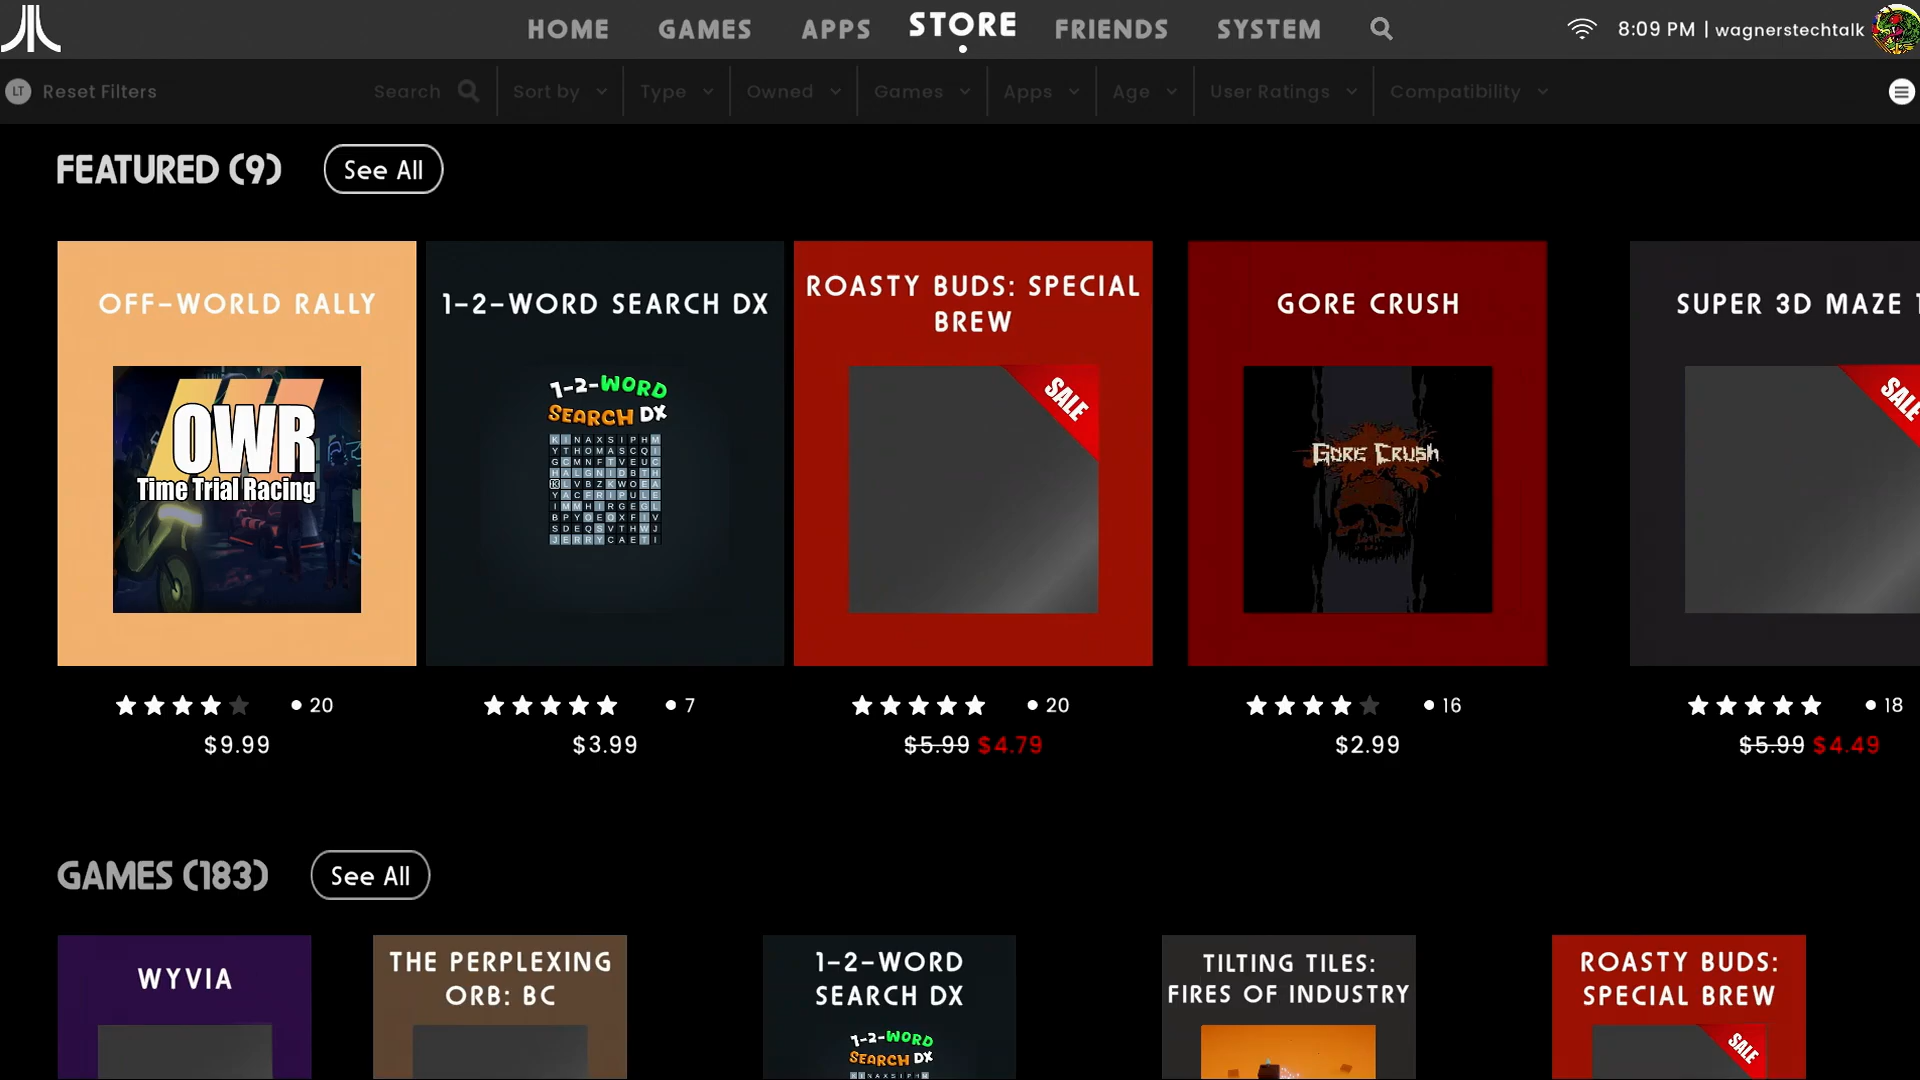 HOME GAMES APPS STORE FRIENDS SYSTEM 8:09 PM | wagnerstechtalk
LT Reset Filters Search Sort by Type Owned Games Apps Age User Ratings Compatibility
FEATURED (9) See All
OFF-WORLD RALLY
OWR
Time Trial Racing
20
$9.99
1-2-WORD SEARCH DX
1-2-WORD
SEARCH DX
7
$3.99
ROASTY BUDS: SPECIAL
BREW
SALE
20
$5.99 $4.79
GORE CRUSH
GORE CRUSH
16
$2.99
SUPER 3D MAZE
SALE
18
$5.99 $4.49
GAMES (183) See All
WYVIA
THE PERPLEXING
ORB: BC
1-2-WORD
SEARCH DX
1-2-WORD
SEARCH DX
TILTING TILES:
FIRES OF INDUSTRY
ROASTY BUDS:
SPECIAL BREW
SALE